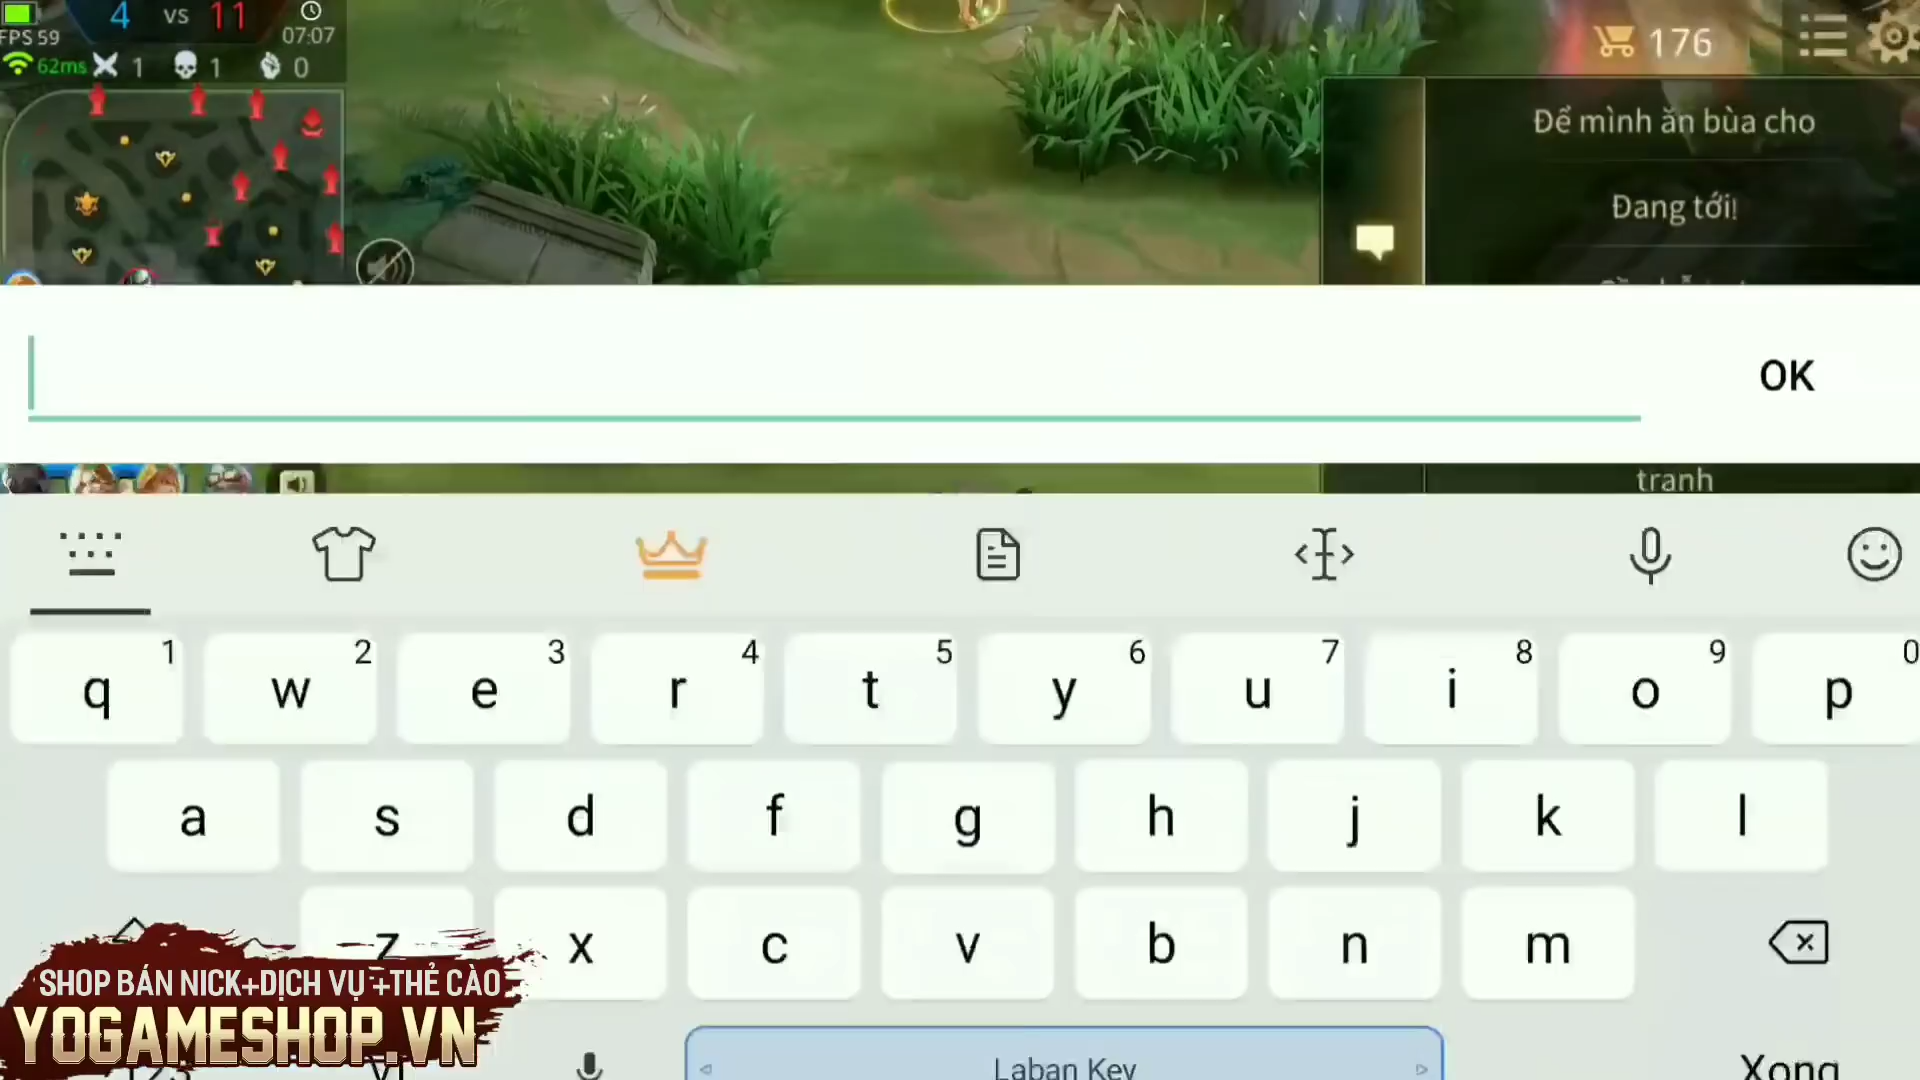 4 vs 11
FPS 59
07:07
62ms 1 1 0
176
Để mình ăn bùa cho
Đang tới!
OK
tranh
1 2 3 4 5 6 7 8 9 0
q w e r t y u i o p
a s d f g h j k l
z x c v b n m
SHOP BÁN NICK+DỊCH VỤ+THẺ CÀO
YOGAMESHOP.VN
Laban Key
Xong